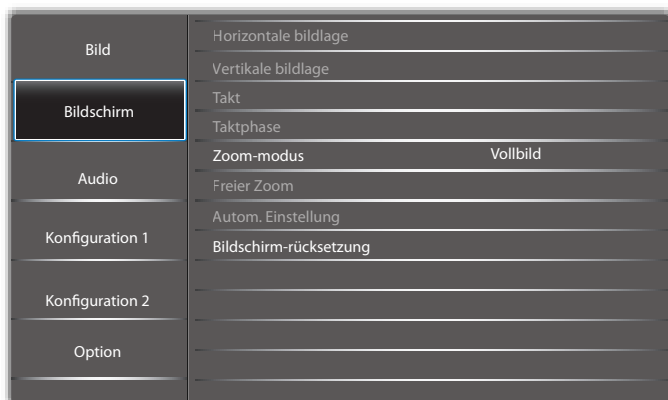 Bild
Bildschirm
Audio
Konfiguration 1
Konfiguration 2
Option
Horizontale bildlage
Vertikale bildlage
Takt
Taktphase
Zoom-modus Vollbild
Freier Zoom
Autom. Einstellung
Bildschirm-rücksetzung